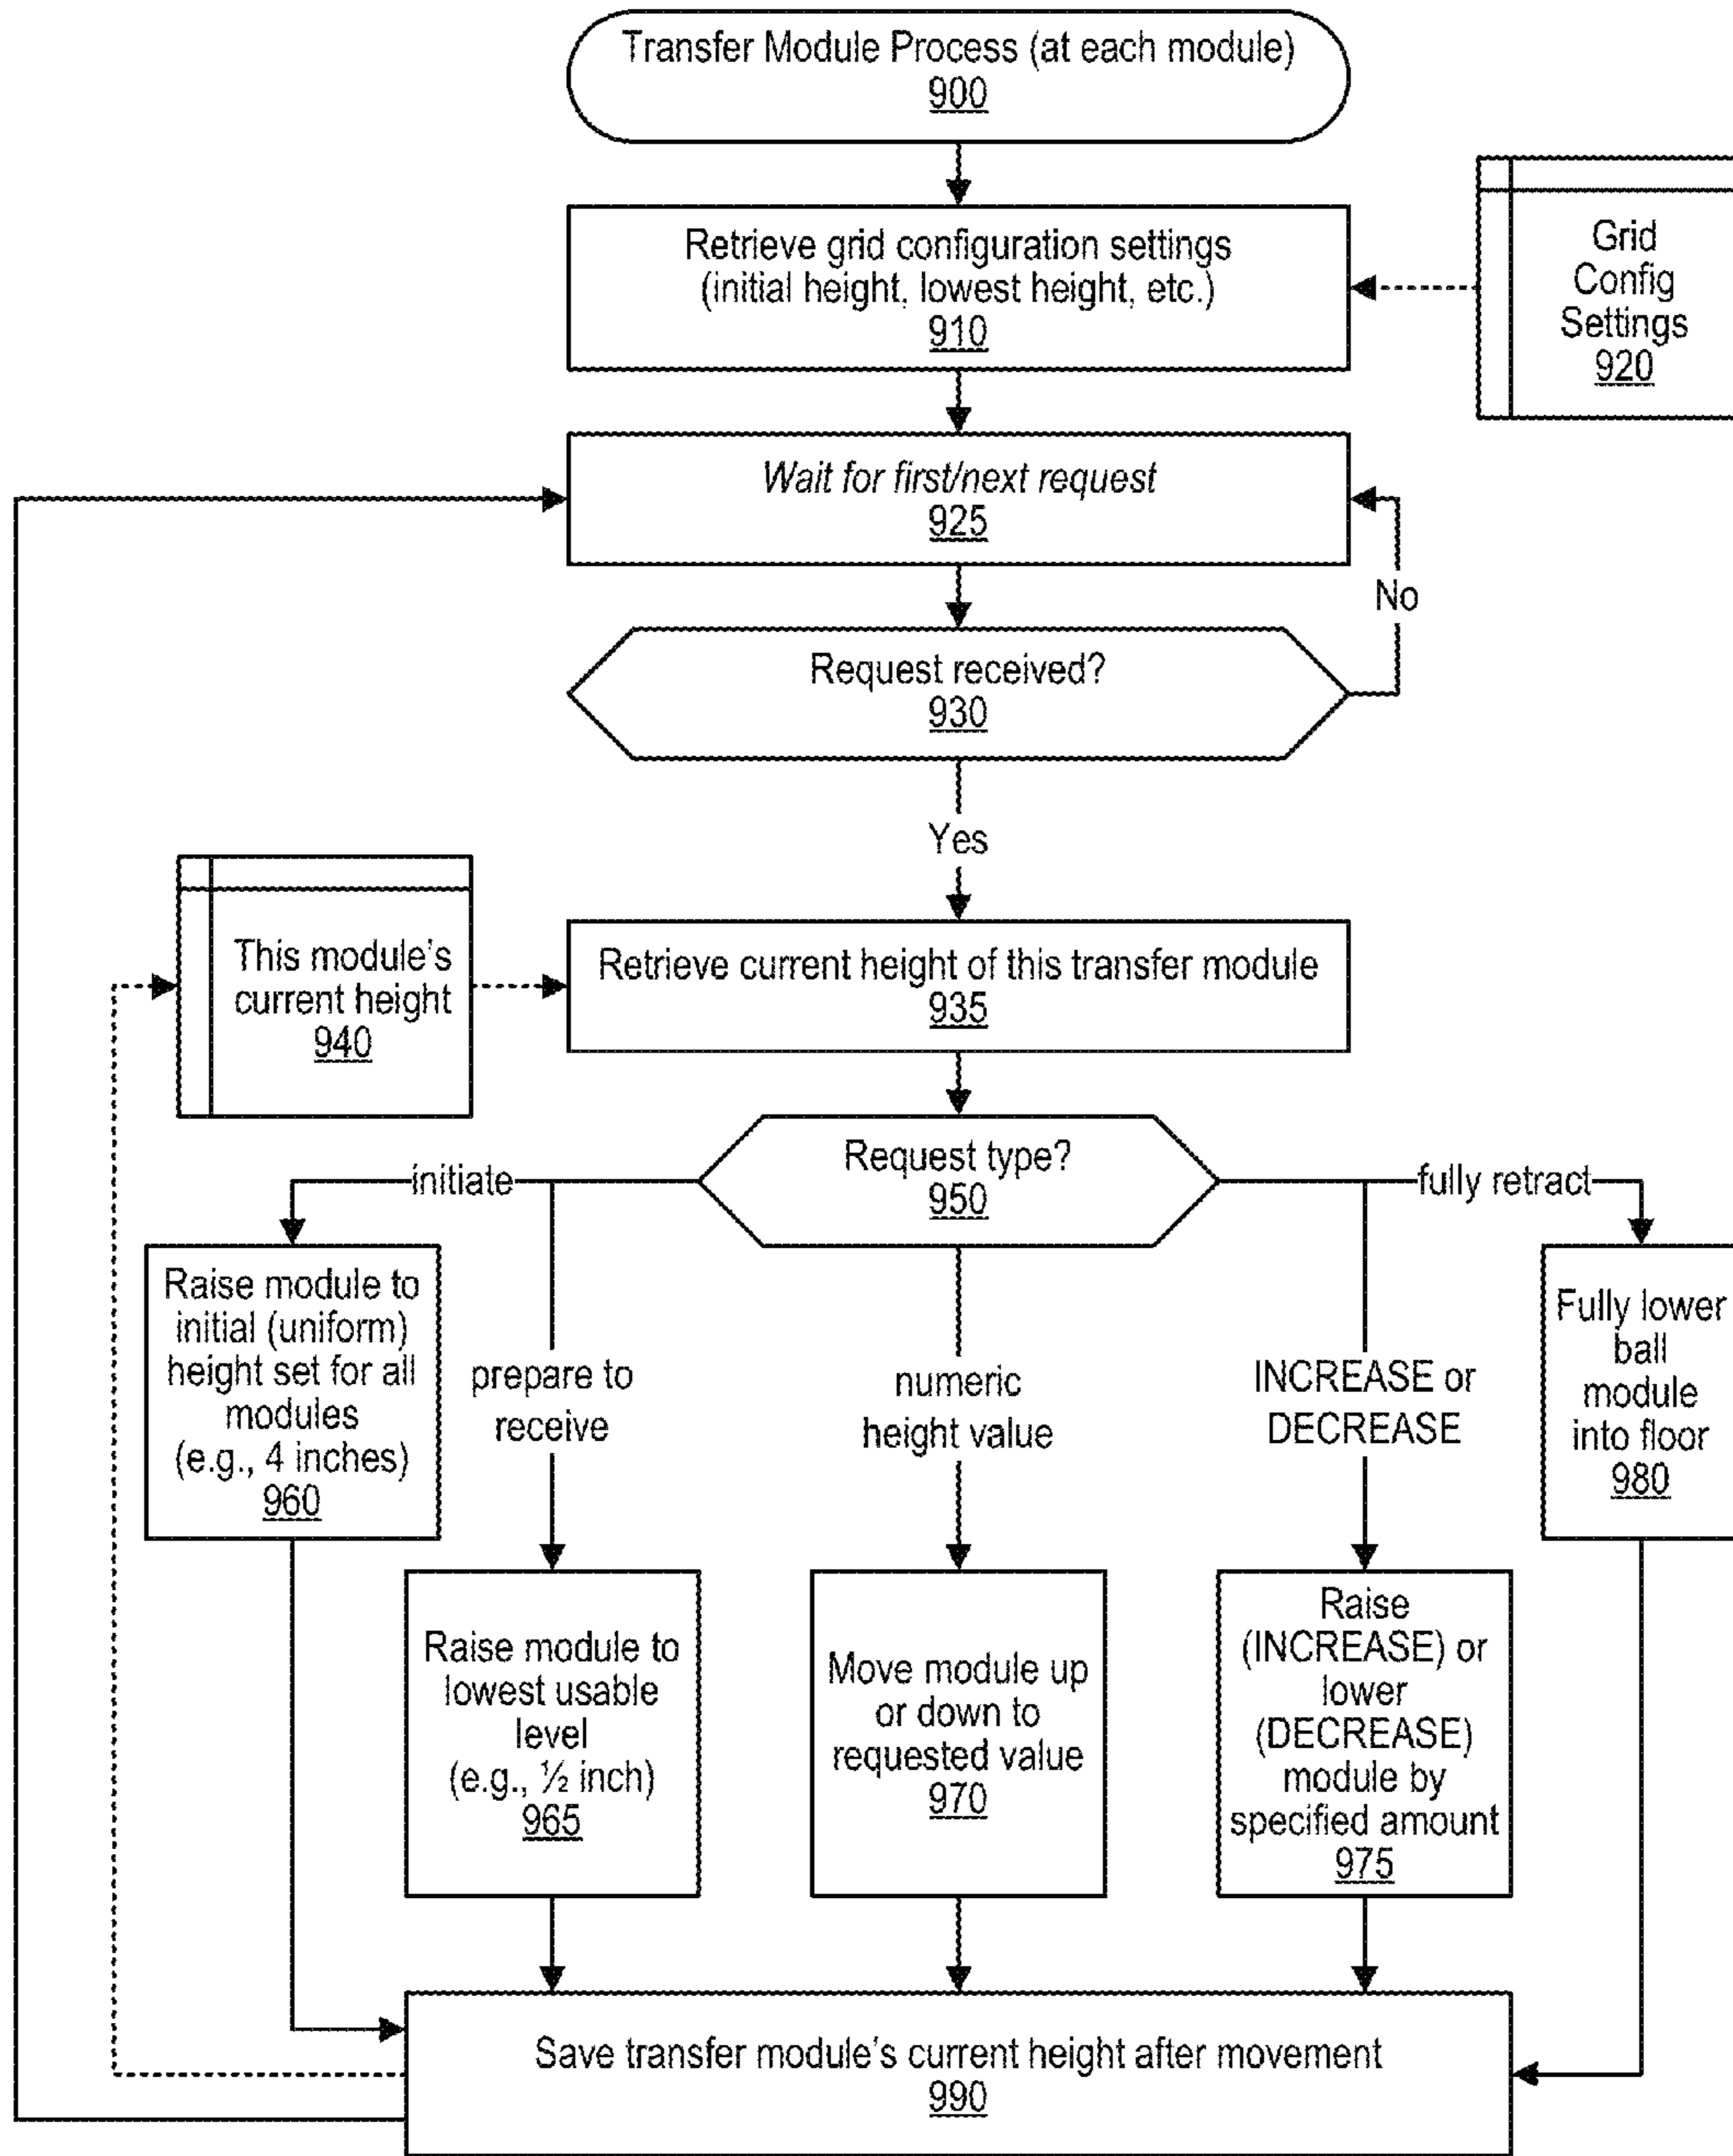 Transfer Module Process (at each module)
900
Retrieve grid configuration settings
(initial height, lowest height, etc.)
910
Grid
Config
Settings
920
Wait for first/next request
925
No
Request received?
930
Yes
This module's
current height
940
Retrieve current height of this transfer module
935
Request type?
950
initiate
fully retract
Raise module to
initial (uniform)
height set for all
modules
(e.g., 4 inches)
960
prepare to
receive
numeric
height value
INCREASE or
DECREASE
Fully lower
ball
module
into floor
980
Raise module to
lowest usable
level
(e.g., ½ inch)
965
Move module up
or down to
requested value
970
Raise
(INCREASE) or
lower
(DECREASE)
module by
specified amount
975
Save transfer module's current height after movement
990